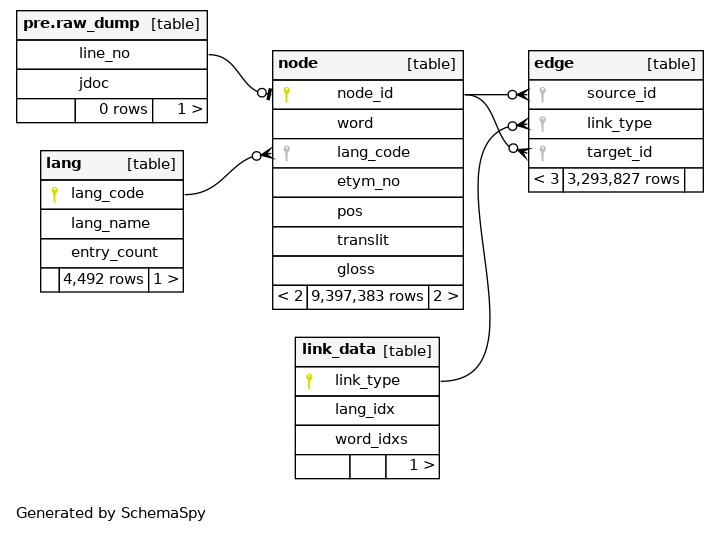 pre.raw_dump [table]
line_no
jdoc
0 rows 1 >
lang [table]
lang_code
lang_name
entry_count
4,492 rows 1 >
node [table]
node_id
word
lang_code
etym_no
pos
translit
gloss
< 2 9,397,383 rows 2 >
link_data [table]
link_type
lang_idx
word_idxs
1 >
edge [table]
source_id
link_type
target_id
< 3 3,293,827 rows
Generated by SchemaSpy